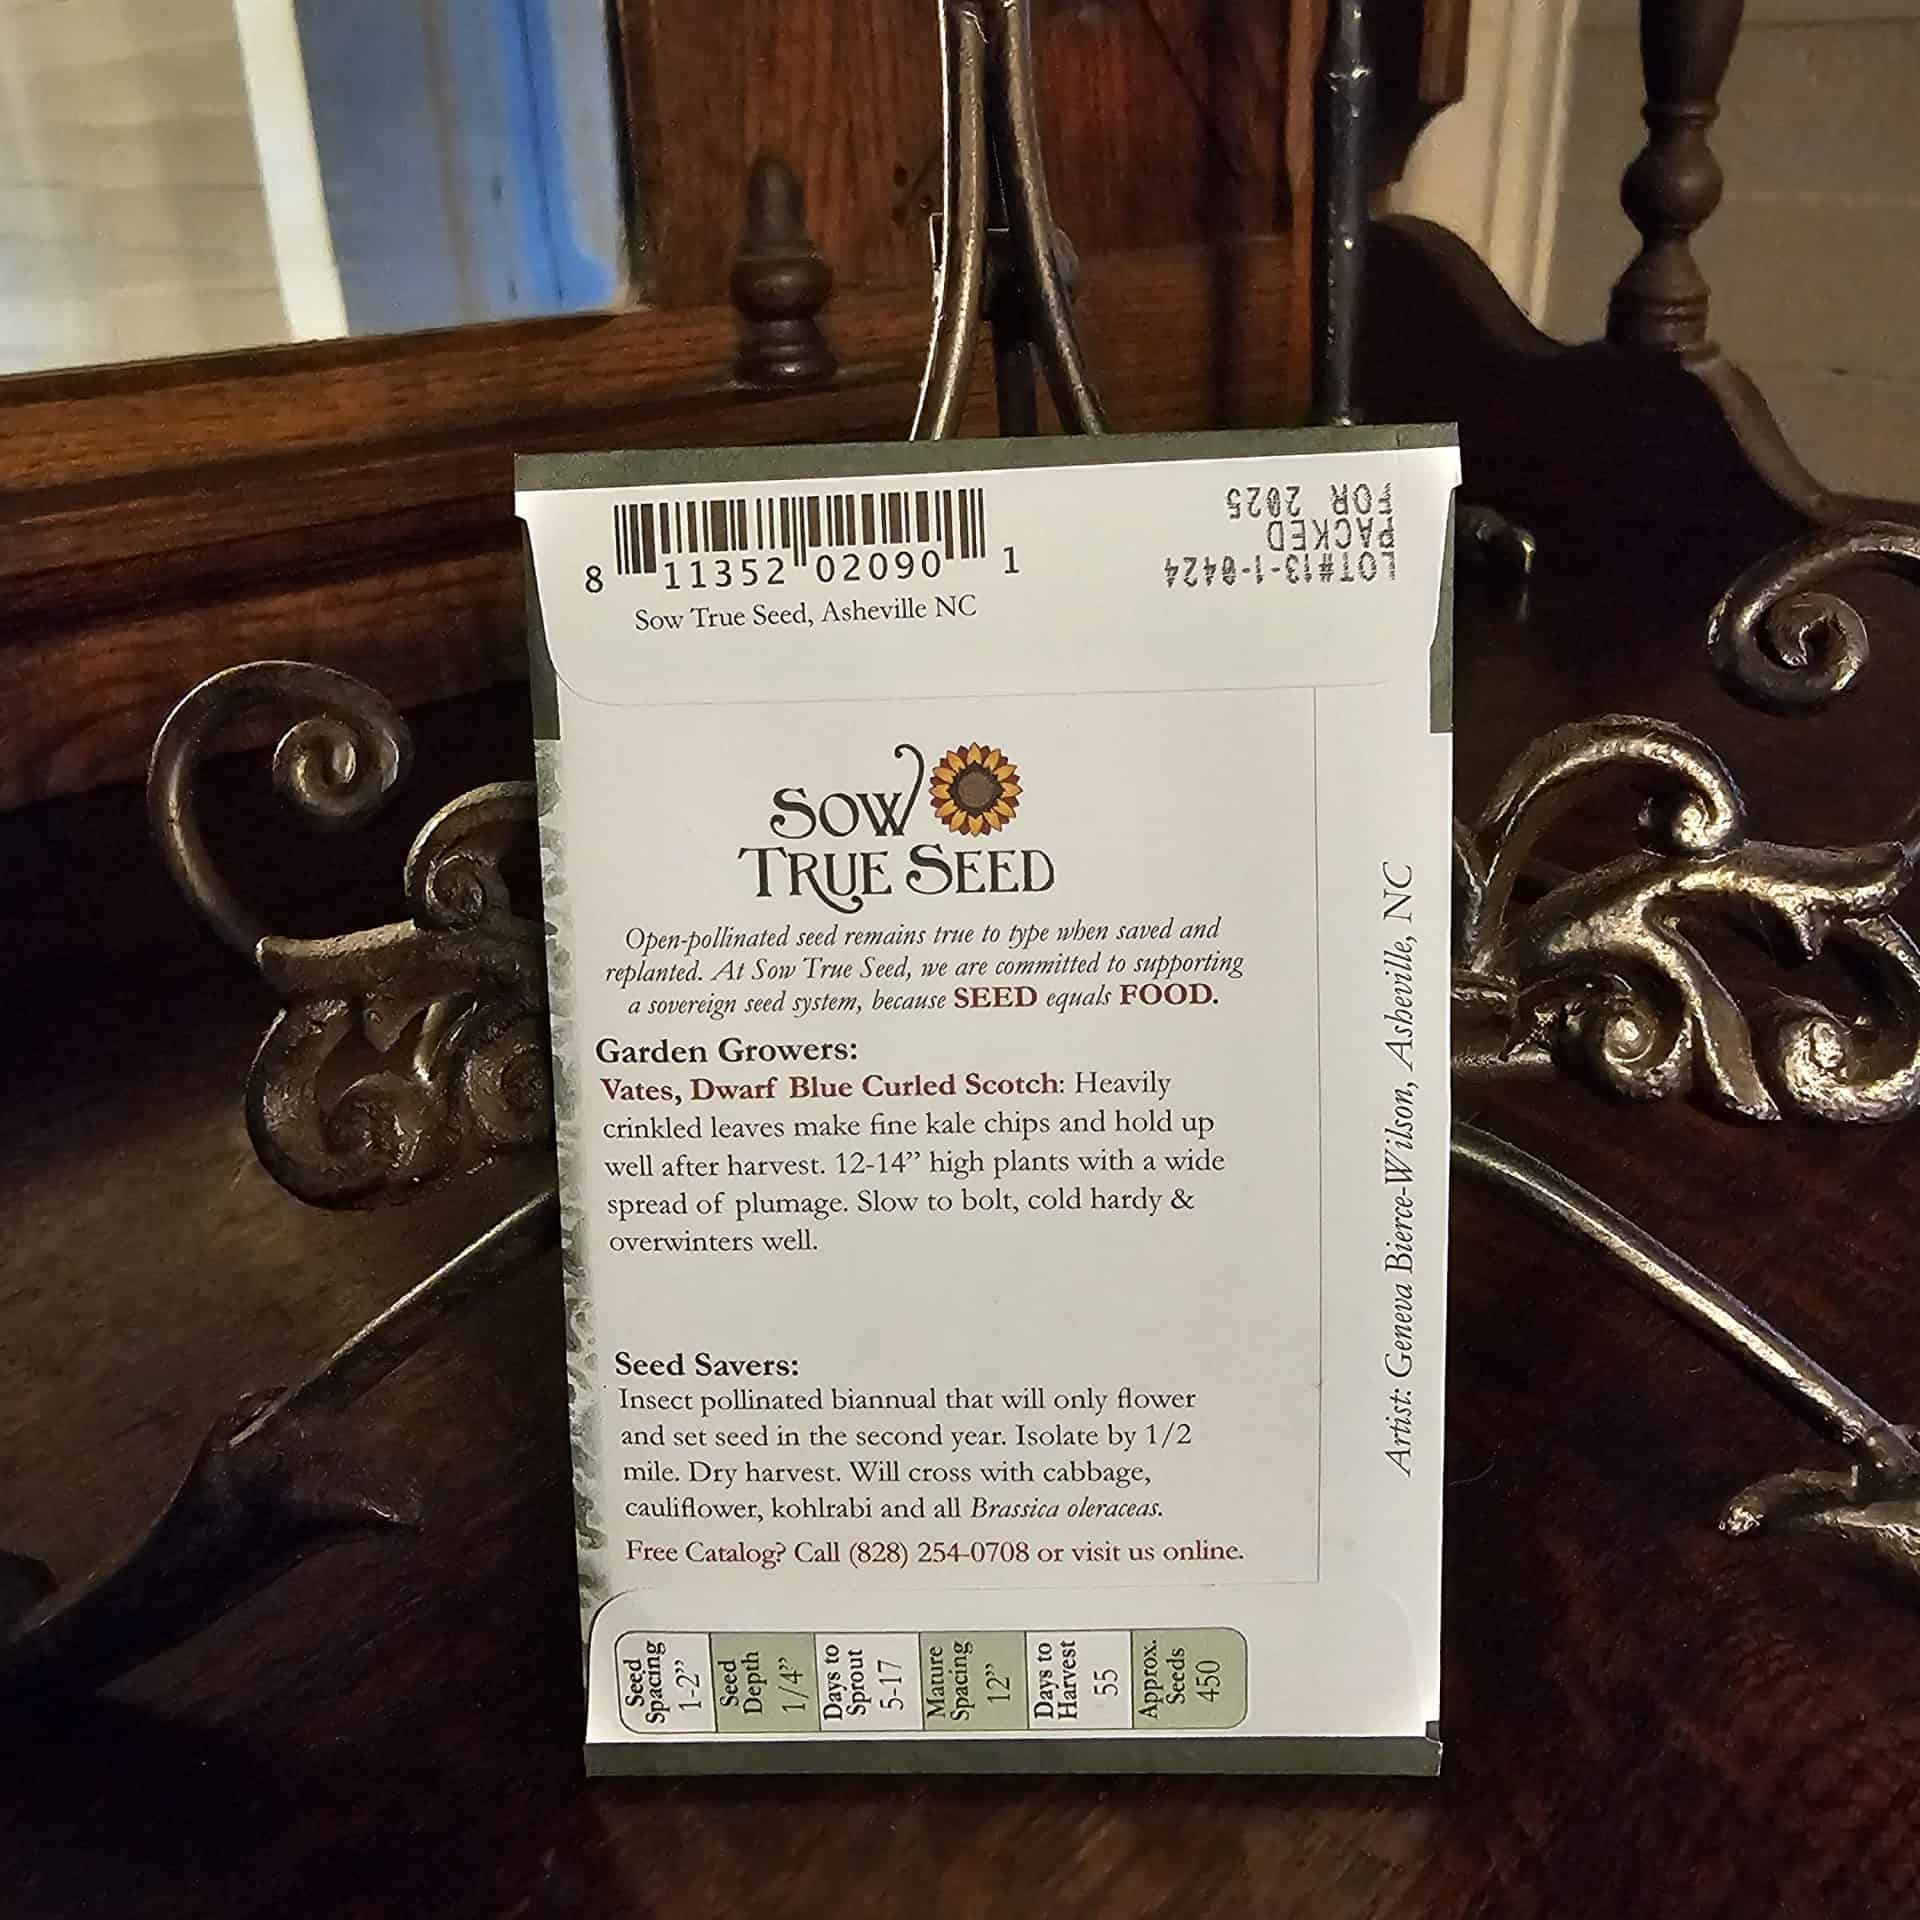 8 11352 02090 1
Sow True Seed, Asheville NC
LOT#13-1-0424
PACKED
FOR 2025
SOW
TRUE SEED
Open-pollinated seed remains true to type when saved and
replanted. At Sow True Seed, we are committed to supporting
a sovereign seed system, because SEED equals FOOD.
Garden Growers:
Vates, Dwarf Blue Curled Scotch: Heavily
crinkled leaves make fine kale chips and hold up
well after harvest. 12-14” high plants with a wide
spread of plumage. Slow to bolt, cold hardy &
overwinters well.
Seed Savers:
Insect pollinated biannual that will only flower
and set seed in the second year. Isolate by 1/2
mile. Dry harvest. Will cross with cabbage,
cauliflower, kohlrabi and all Brassica oleraceas.
Free Catalog? Call (828) 254-0708 or visit us online.
Artist: Geneva Bierce-Wilson, Asheville, NC
Seed
Spacing
1-2”
Seed
Depth
1/4”
Days to
Sprout
5-17
Mature
Spacing
12”
Days to
Harvest
55
Approx.
Seeds
450